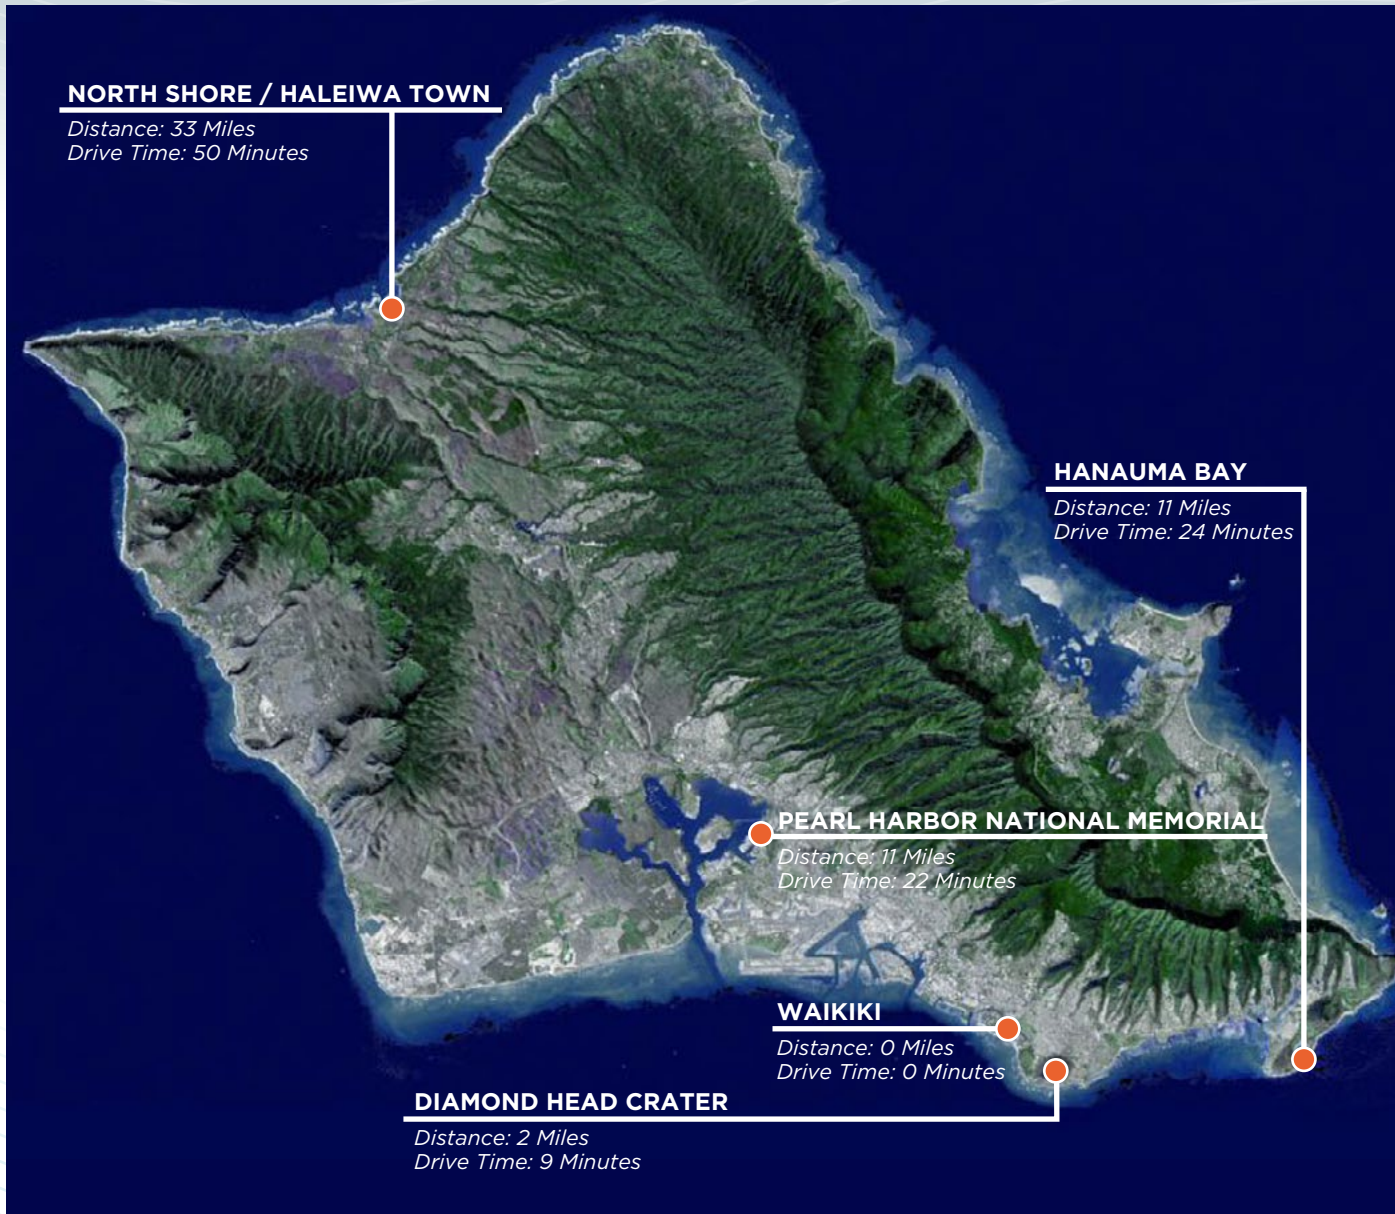 NORTH SHORE / HALEIWA TOWN
Distance: 33 Miles
Drive Time: 50 Minutes
HANAUMA BAY
Distance: 11 Miles
Drive Time: 24 Minutes
PEARL HARBOR NATIONAL MEMORIAL
Distance: 11 Miles
Drive Time: 22 Minutes
WAIKIKI
Distance: 0 Miles
Drive Time: 0 Minutes
DIAMOND HEAD CRATER
Distance: 2 Miles
Drive Time: 9 Minutes